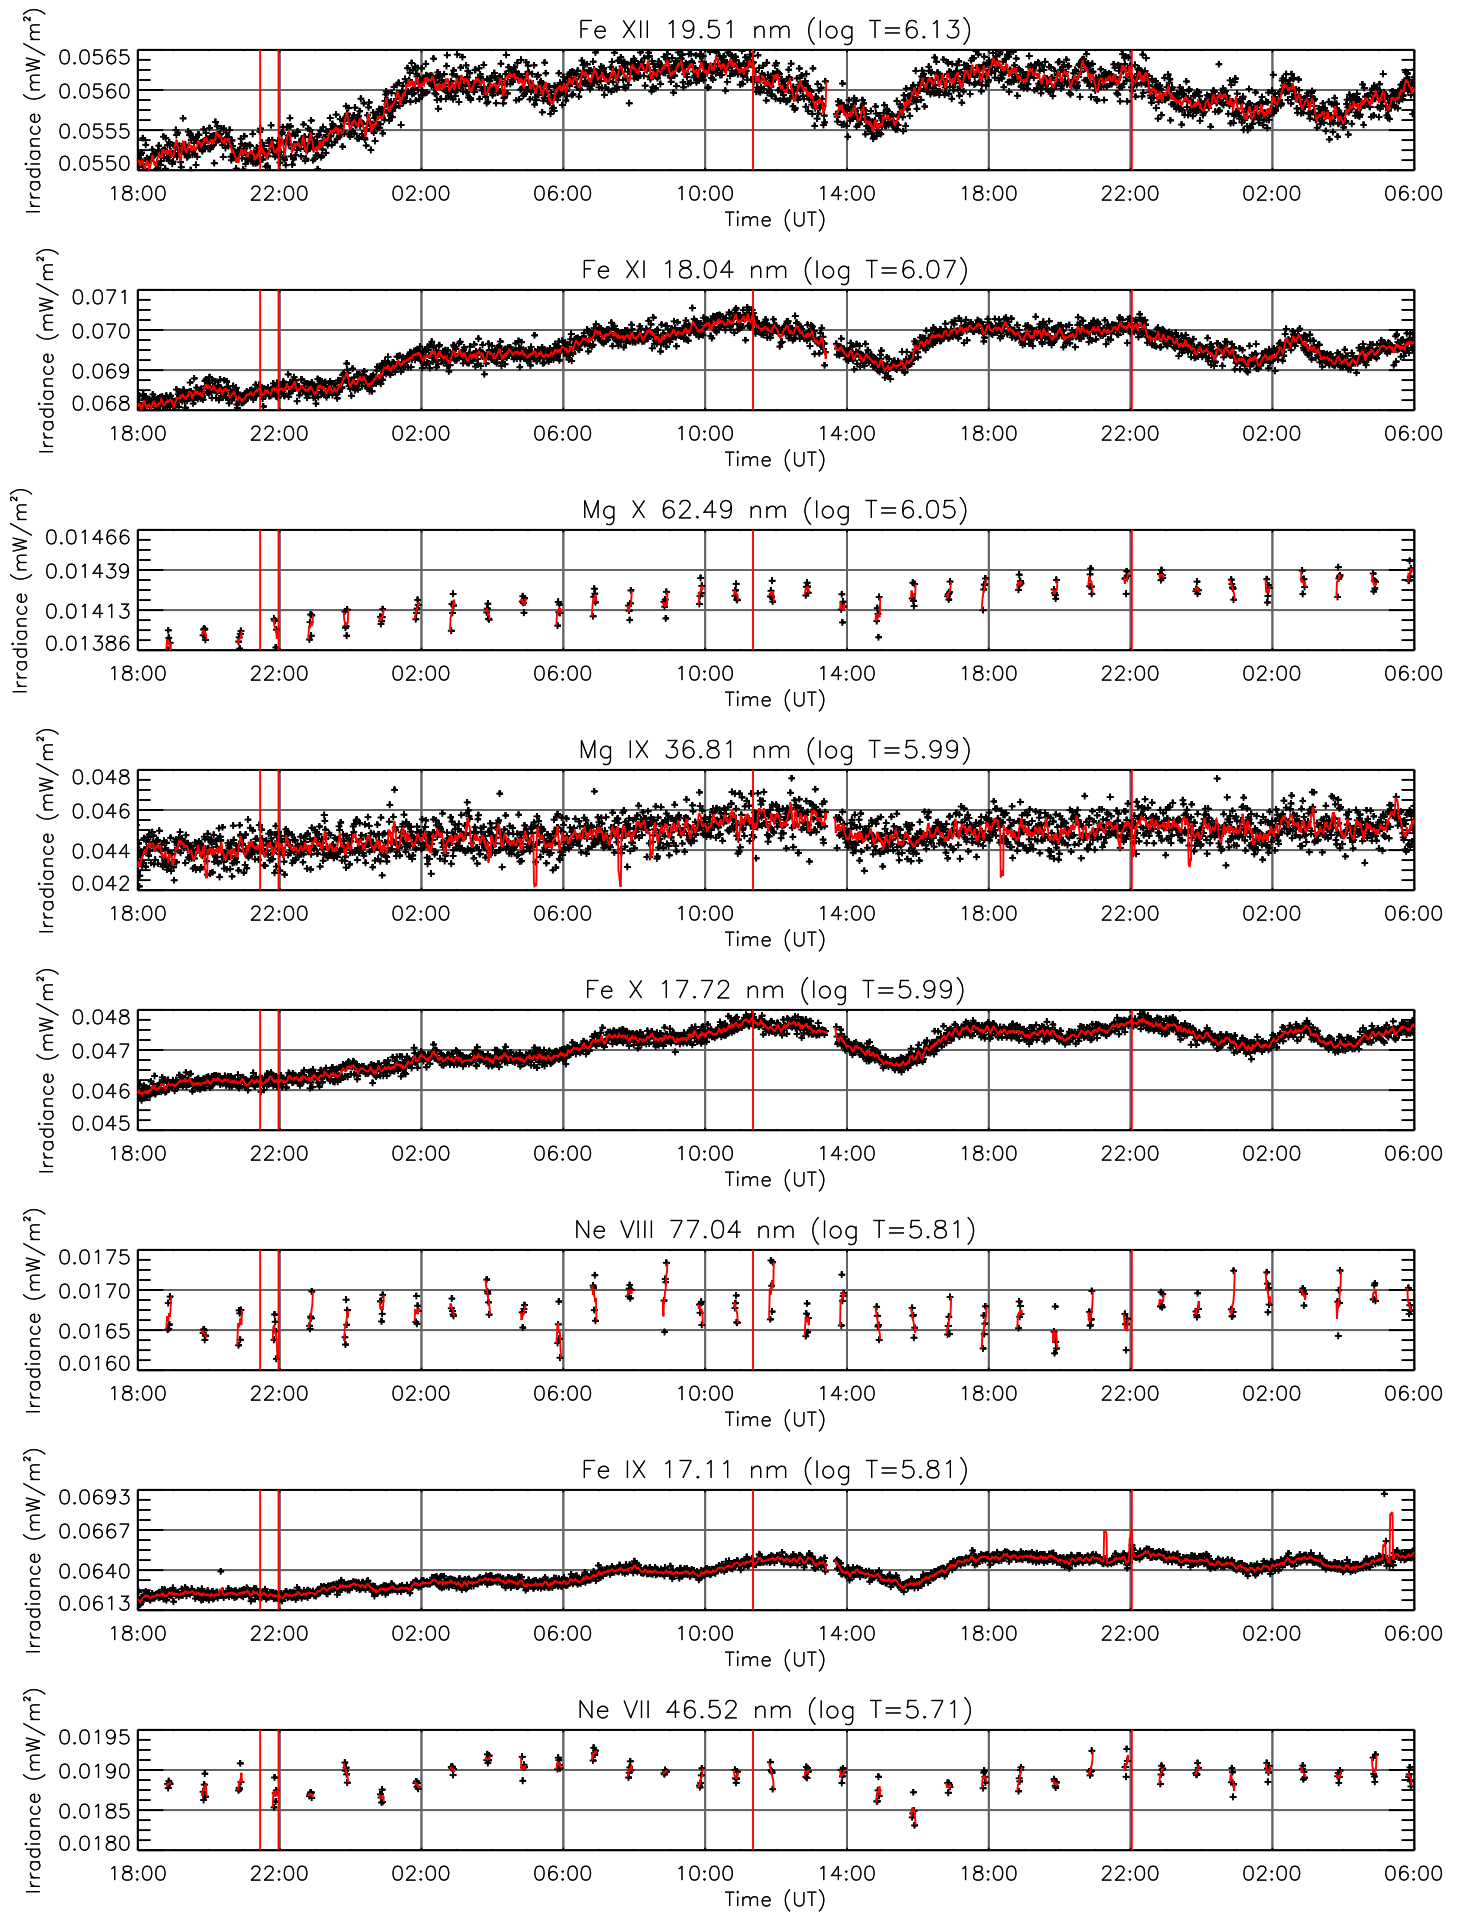 Fe XII 19.51 nm (log T=6.13)
Irradiance (mW/m²)
0.0565
0.0560
0.0555
0.0550
18:00 22:00 02:00 06:00 10:00 14:00 18:00 22:00 02:00 06:00
Time (UT)
Fe XI 18.04 nm (log T=6.07)
Irradiance (mW/m²)
0.071
0.070
0.069
0.068
18:00 22:00 02:00 06:00 10:00 14:00 18:00 22:00 02:00 06:00
Time (UT)
Mg X 62.49 nm (log T=6.05)
Irradiance (mW/m²)
0.01466
0.01439
0.01413
0.01386
18:00 22:00 02:00 06:00 10:00 14:00 18:00 22:00 02:00 06:00
Time (UT)
Mg IX 36.81 nm (log T=5.99)
Irradiance (mW/m²)
0.048
0.046
0.044
0.042
18:00 22:00 02:00 06:00 10:00 14:00 18:00 22:00 02:00 06:00
Time (UT)
Fe X 17.72 nm (log T=5.99)
Irradiance (mW/m²)
0.048
0.047
0.046
0.045
18:00 22:00 02:00 06:00 10:00 14:00 18:00 22:00 02:00 06:00
Time (UT)
Ne VIII 77.04 nm (log T=5.81)
Irradiance (mW/m²)
0.0175
0.0170
0.0165
0.0160
18:00 22:00 02:00 06:00 10:00 14:00 18:00 22:00 02:00 06:00
Time (UT)
Fe IX 17.11 nm (log T=5.81)
Irradiance (mW/m²)
0.0693
0.0667
0.0640
0.0613
18:00 22:00 02:00 06:00 10:00 14:00 18:00 22:00 02:00 06:00
Time (UT)
Ne VII 46.52 nm (log T=5.71)
Irradiance (mW/m²)
0.0195
0.0190
0.0185
0.0180
18:00 22:00 02:00 06:00 10:00 14:00 18:00 22:00 02:00 06:00
Time (UT)